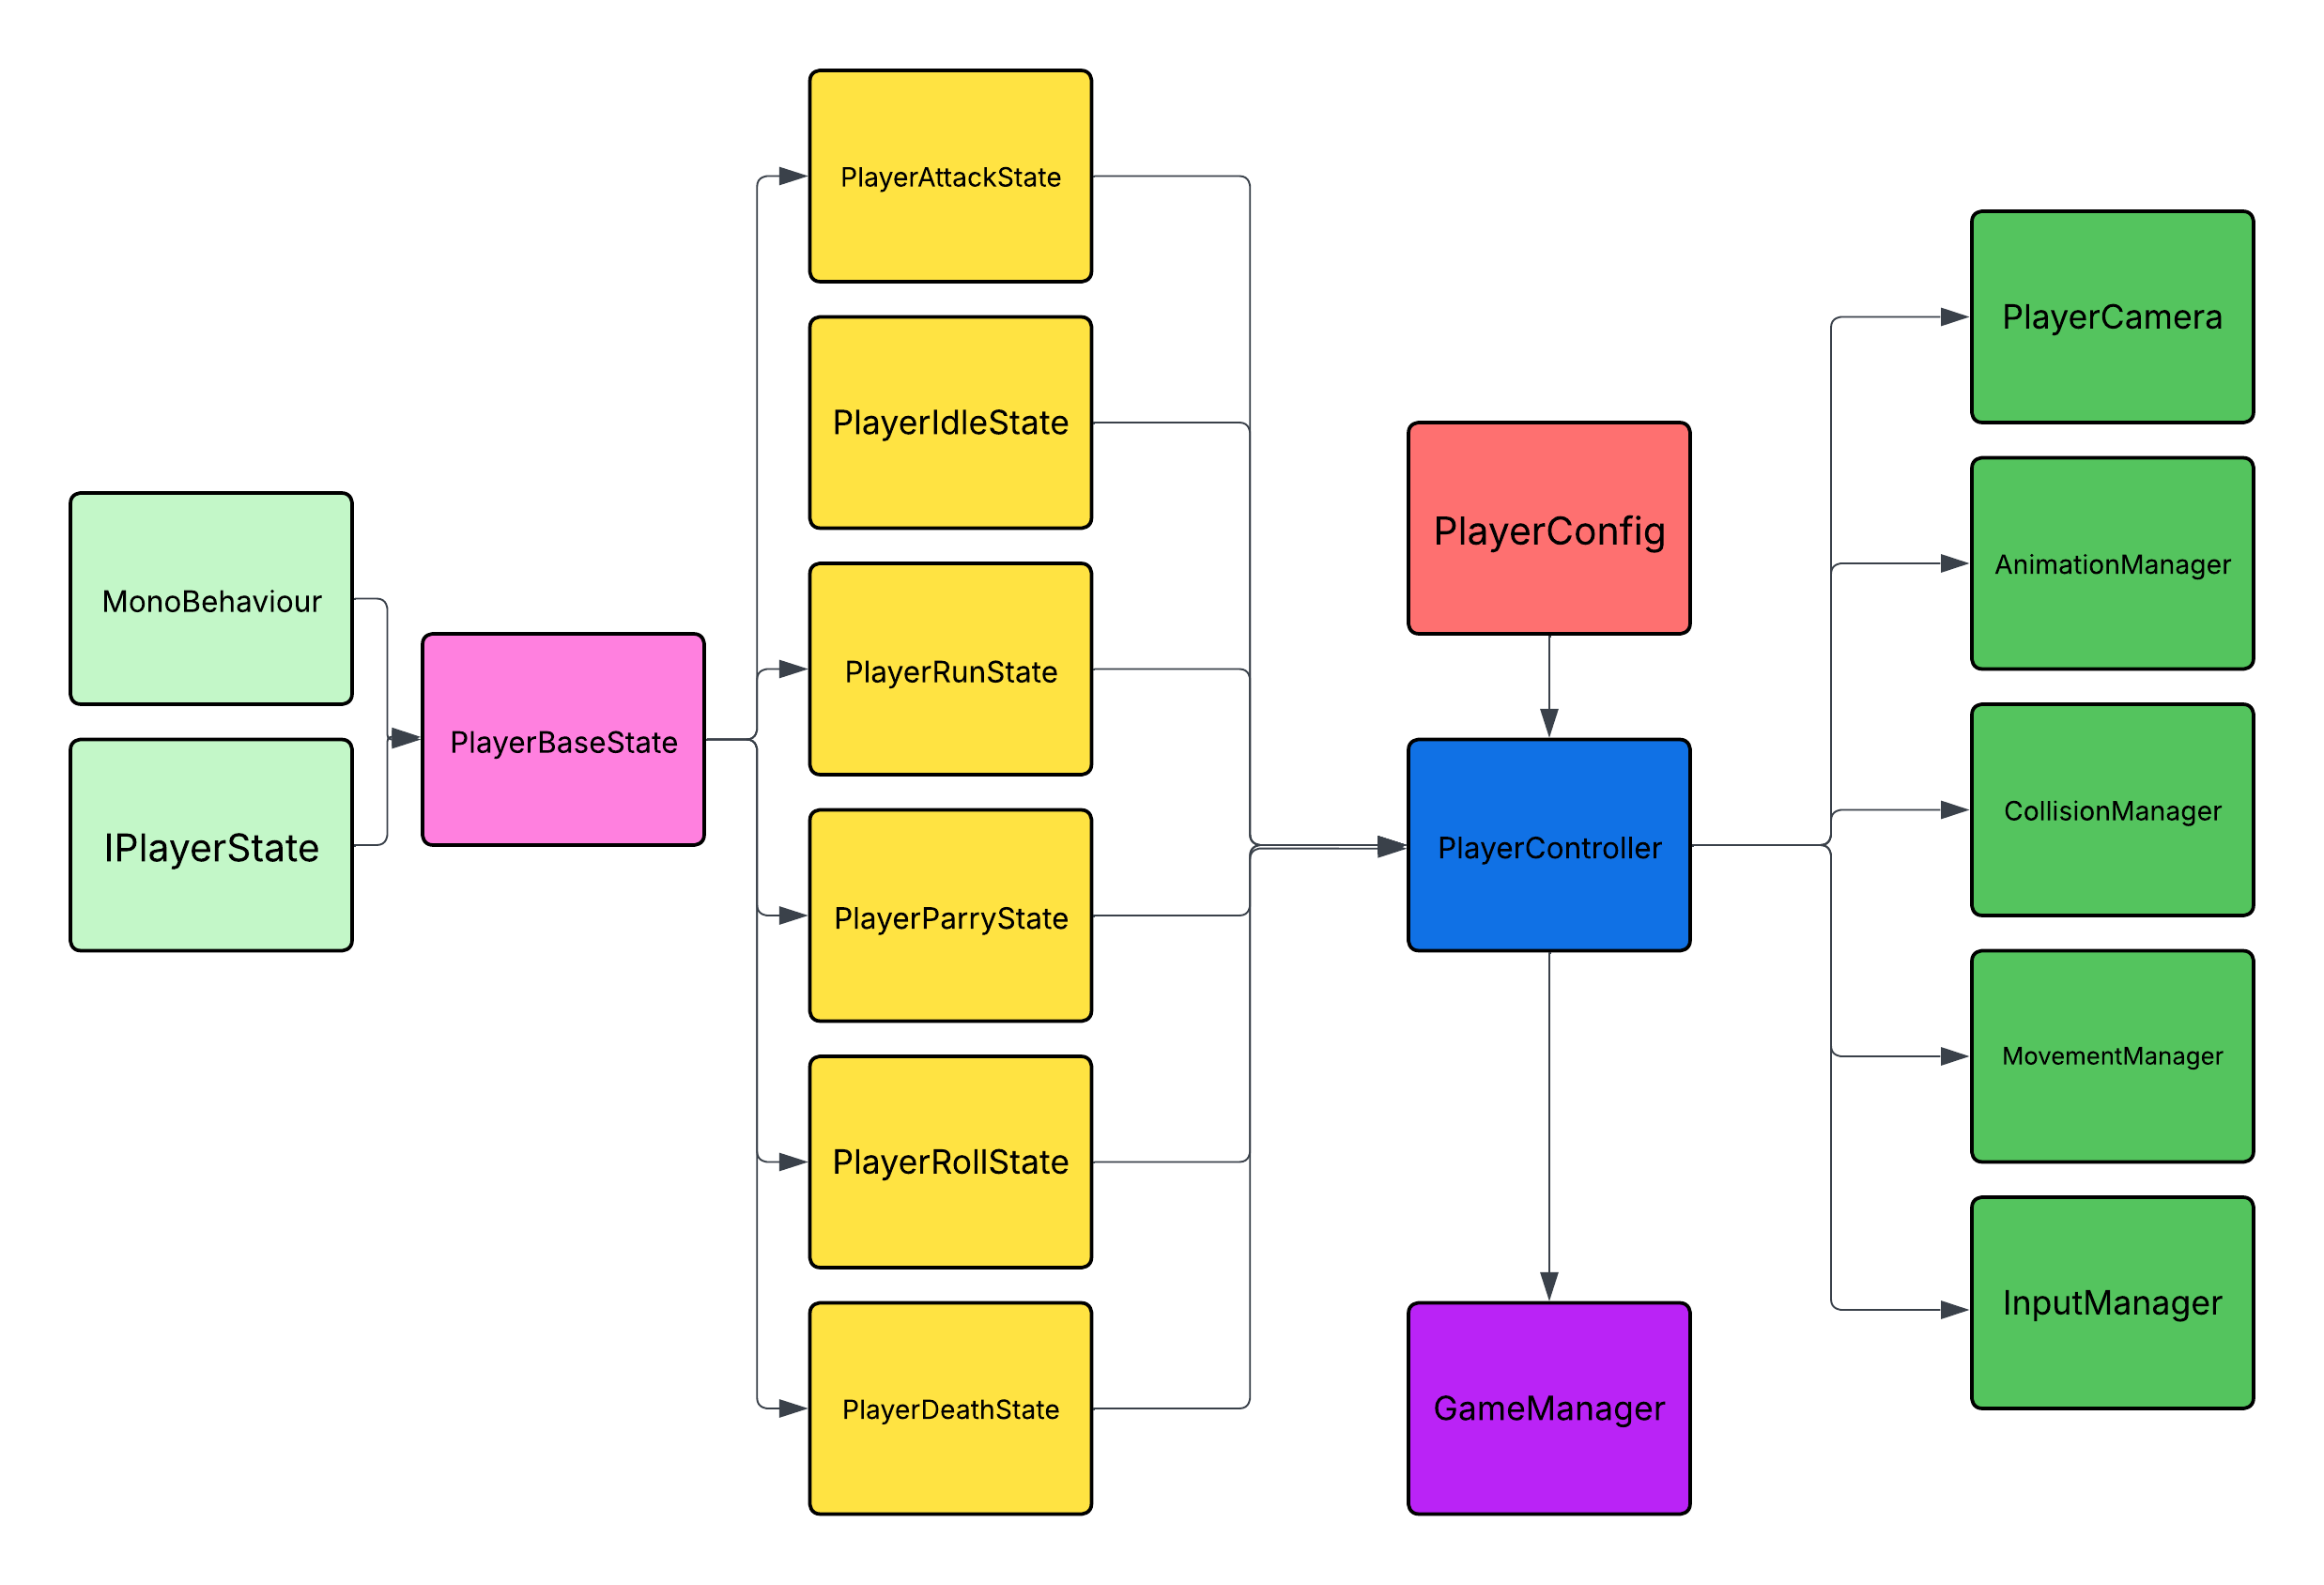 MonoBehaviour
IPlayerState
PlayerBaseState
PlayerAttackState
PlayerIdleState
PlayerRunState
PlayerParryState
PlayerRollState
PlayerDeathState
PlayerConfig
PlayerController
GameManager
PlayerCamera
AnimationManager
CollisionManager
MovementManager
InputManager